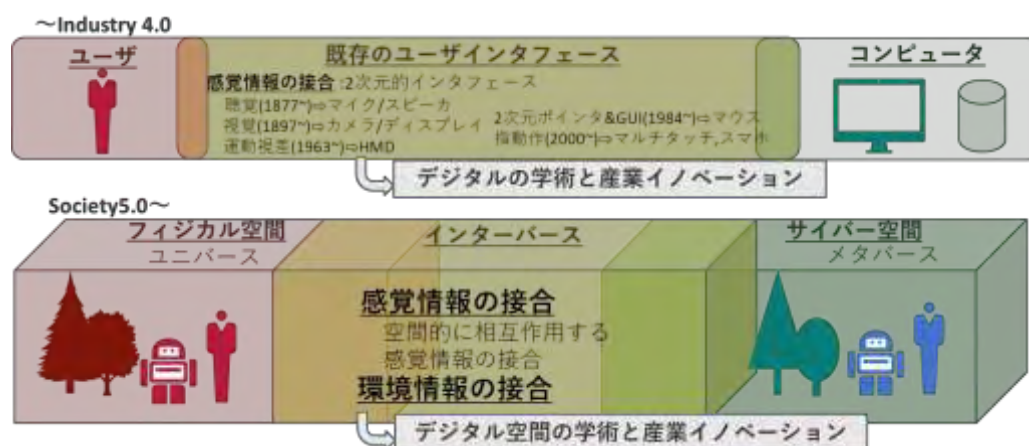 ～Industry 4.0
ユーザ
既存のユーザインタフェース
コンピュータ
感覚情報の接合:2次元的インタフェース
聴覚(1877~)⇨マイク/スピーカ
視覚(1897~)⇨カメラ/ディスプレイ
運動視差(1963~)⇨HMD
2次元ポインタ&GUI(1984~)⇨マウス
指動作(2000~)⇨マルチタッチ,スマホ
デジタルの学術と産業イノベーション
Society5.0～
フィジカル空間
ユニバース
インターバース
サイバー空間
メタバース
感覚情報の接合
空間的に相互作用する
感覚情報の接合
環境情報の接合
デジタル空間の学術と産業イノベーション